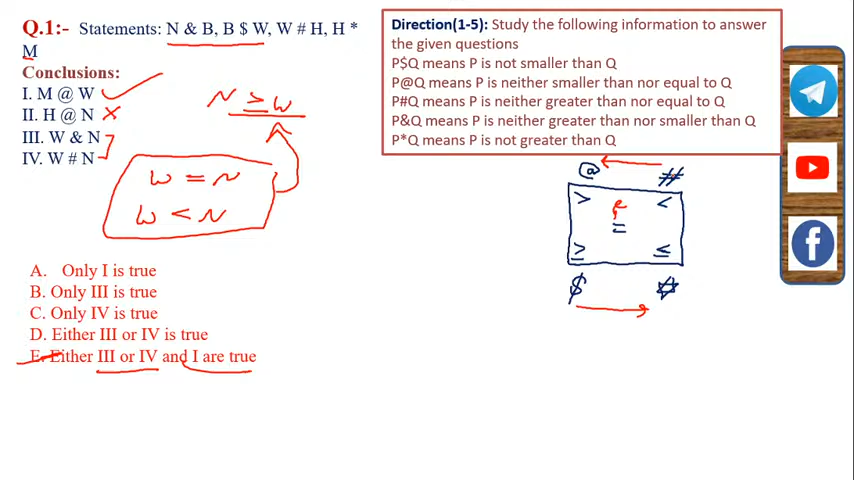 Q.1:- Statements: N & B, B $ W, W # H, H *
M
Conclusions:
I. M @ W
II. H @ N
III. W & N
IV. W # N
N ≥ W
W = N
W < N
A. Only I is true
B. Only III is true
C. Only IV is true
D. Either III or IV is true
E. Either III or IV and I are true
Direction(1-5): Study the following information to answer
the given questions
P$Q means P is not smaller than Q
P@Q means P is neither smaller than nor equal to Q
P#Q means P is neither greater than nor equal to Q
P&Q means P is neither greater than nor smaller than Q
P*Q means P is not greater than Q
@ #
> <
=
≥ ≤
$ *
f